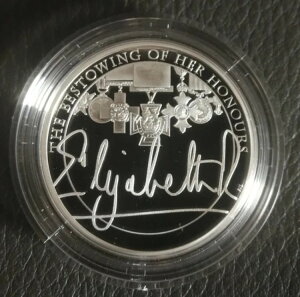 THE BESTOWING OF HER HONOURS
Elizabeth R